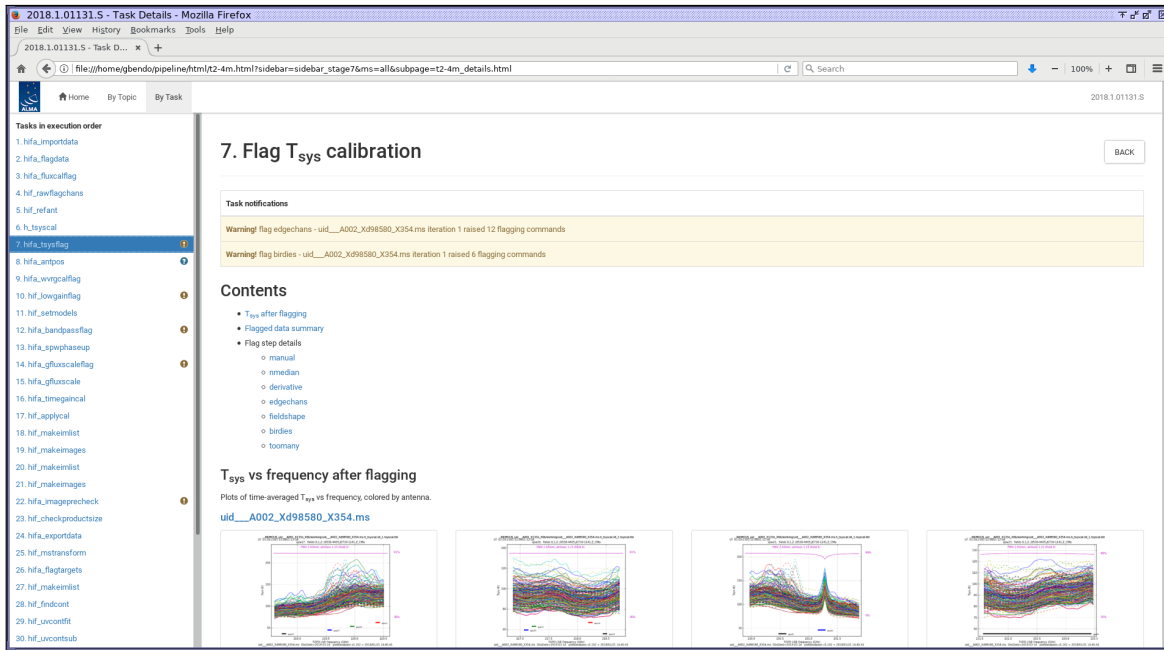 2018.1.01131.S - Task Details - Mozilla Firefox
File Edit View History Bookmarks Tools Help
2018.1.01131.S - Task D... × +
file:///home/gbendo/pipeline/html/t2-4m.html?sidebar=sidebar_stage7&ms=all&subpage=t2-4m_details.html
Search
100%
ALMA
Home By Topic By Task
2018.1.01131.S
Tasks in execution order
1. hifa_importdata
2. hifa_flagdata
3. hifa_fluxcalflag
4. hif_rawflagchans
5. hif_refant
6. h_tsyscal
7. hifa_tsysflag
8. hifa_antpos
9. hifa_wvrgcalflag
10. hif_lowgainflag
11. hif_setmodels
12. hifa_bandpassflag
13. hifa_spwphaseup
14. hifa_gfluxscaleflag
15. hifa_gfluxscale
16. hifa_timegaincal
17. hif_applycal
18. hif_makeimlist
19. hif_makeimages
20. hif_makeimlist
21. hif_makeimages
22. hifa_imageprecheck
23. hif_checkproductsize
24. hifa_exportdata
25. hif_mstransform
26. hifa_flagtargets
27. hif_makeimlist
28. hif_findcont
29. hif_uvcontfit
30. hif_uvcontsub
7. Flag Tsys calibration
BACK
Task notifications
Warning! flag edgechans - uid___A002_Xd98580_X354.ms iteration 1 raised 12 flagging commands
Warning! flag birdies - uid___A002_Xd98580_X354.ms iteration 1 raised 6 flagging commands
Contents
• Tsys after flagging
• Flagged data summary
• Flag step details
○ manual
○ nmedian
○ derivative
○ edgechans
○ fieldshape
○ birdies
○ toomany
Tsys vs frequency after flagging
Plots of time-averaged Tsys vs frequency, colored by antenna.
uid___A002_Xd98580_X354.ms